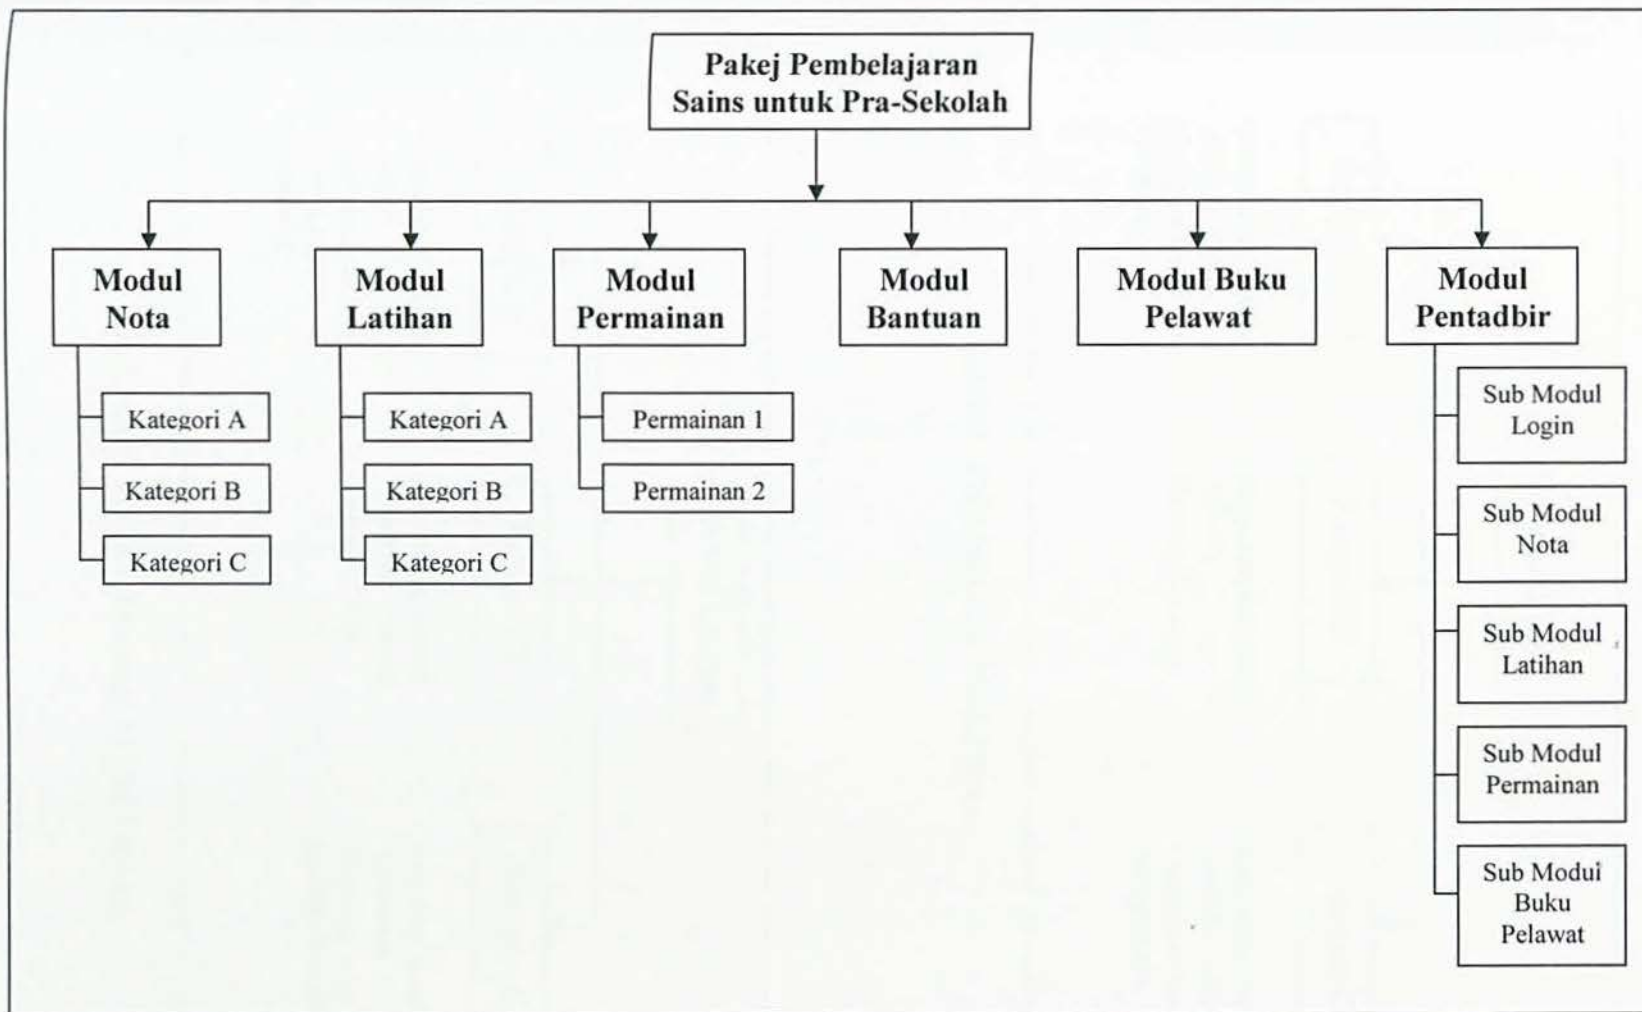 Pakej Pembelajaran
Sains untuk Pra-Sekolah
Modul
Nota
Modul
Latihan
Modul
Permainan
Modul
Bantuan
Modul Buku
Pelawat
Modul
Pentadbir
Kategori A
Kategori B
Kategori C
Kategori A
Kategori B
Kategori C
Permainan 1
Permainan 2
Sub Modul
Login
Sub Modul
Nota
Sub Modul
Latihan
Sub Modul
Permainan
Sub Modul
Buku
Pelawat